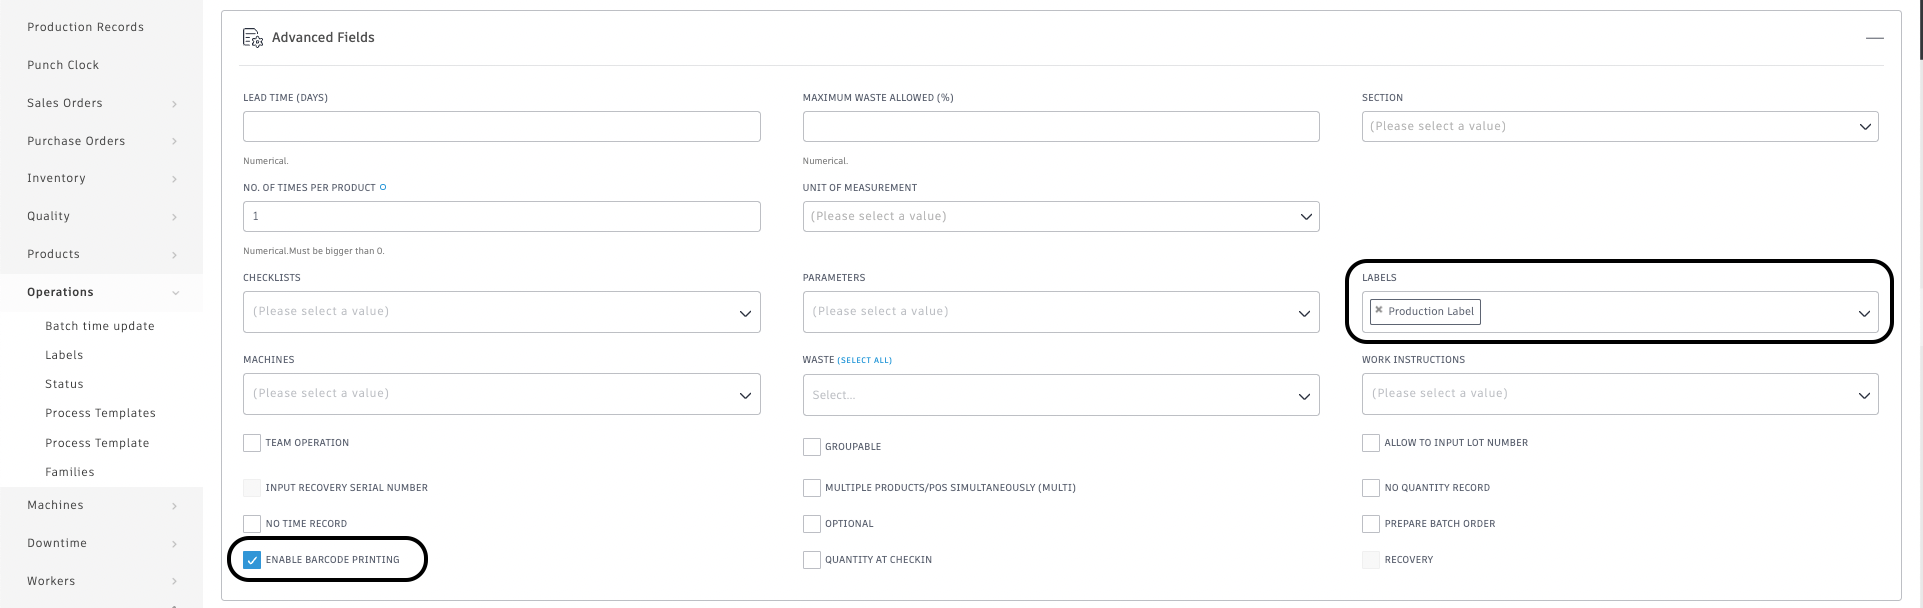 Production Records
Punch Clock
Sales Orders
Purchase Orders
Inventory
Quality
Products
Operations
Batch time update
Labels
Status
Process Templates
Process Template
Families
Machines
Downtime
Workers
Advanced Fields
LEAD TIME (DAYS)
MAXIMUM WASTE ALLOWED (%)
SECTION
(Please select a value)
Numerical.
Numerical.
NO. OF TIMES PER PRODUCT
UNIT OF MEASUREMENT
1
(Please select a value)
Numerical.Must be bigger than 0.
CHECKLISTS
PARAMETERS
LABELS
(Please select a value)
(Please select a value)
Production Label
MACHINES
WASTE (SELECT ALL)
WORK INSTRUCTIONS
(Please select a value)
Select...
(Please select a value)
TEAM OPERATION
GROUPABLE
ALLOW TO INPUT LOT NUMBER
INPUT RECOVERY SERIAL NUMBER
MULTIPLE PRODUCTS/POS SIMULTANEOUSLY (MULTI)
NO QUANTITY RECORD
NO TIME RECORD
OPTIONAL
PREPARE BATCH ORDER
ENABLE BARCODE PRINTING
QUANTITY AT CHECKIN
RECOVERY